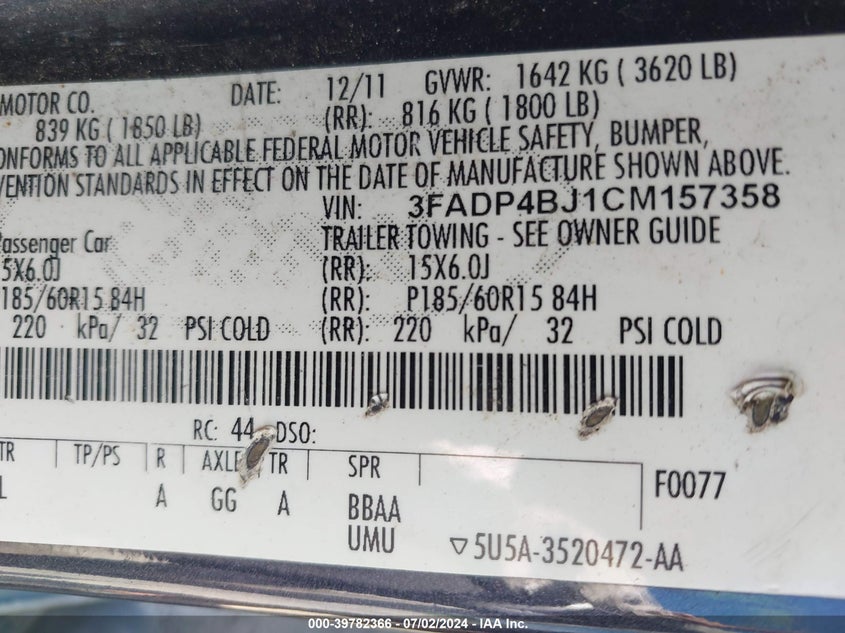 MOTOR CO. DATE: 12/11 GVWR: 1642 KG ( 3620 LB)
839 KG ( 1850 LB) (RR): 816 KG ( 1800 LB)
ONFORMS TO ALL APPLICABLE FEDERAL MOTOR VEHICLE SAFETY, BUMPER,
VENTION STANDARDS IN EFFECT ON THE DATE OF MANUFACTURE SHOWN ABOVE.
VIN: 3FADP4BJ1CM157358
Passenger Car TRAILER TOWING - SEE OWNER GUIDE
15X6.0J (RR): 15X6.0J
P185/60R15 84H (RR): P185/60R15 84H
220 kPa/ 32 PSI COLD (RR): 220 kPa/ 32 PSI COLD
RC: 44 DSO:
TR TP/PS R AXLE TR SPR F0077
L A GG A BBAA
UMU ▽5U5A-3520472-AA
000-39782366 - 07/02/2024 - IAA Inc.